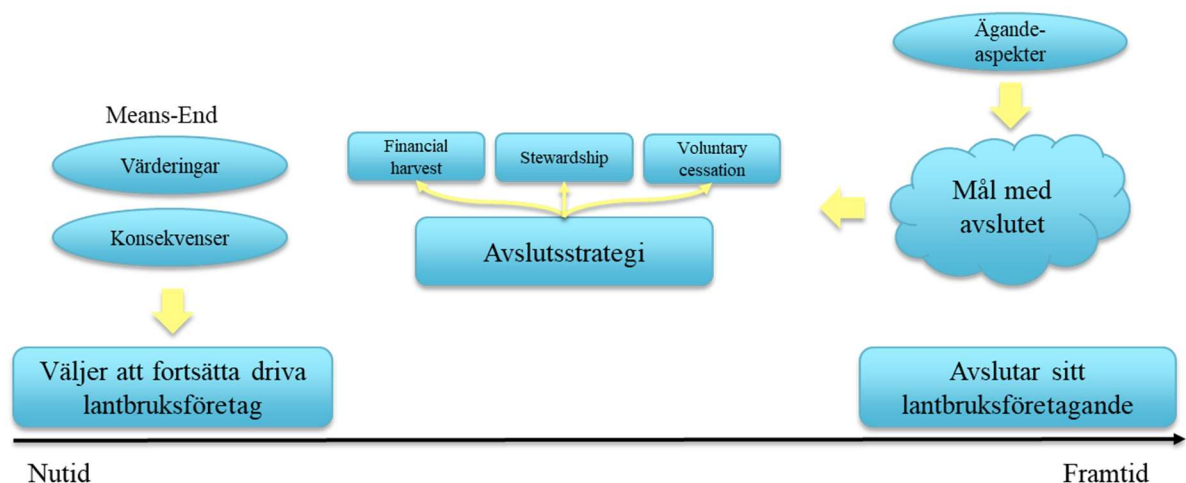 Means-End
Värderingar
Konsekvenser
Väljer att fortsätta driva
lantbruksföretag
Financial
harvest
Stewardship
Voluntary
cessation
Avslutsstrategi
Ägande-
aspekter
Mål med
avslutet
Avslutar sitt
lantbruksföretagande
Nutid
Framtid